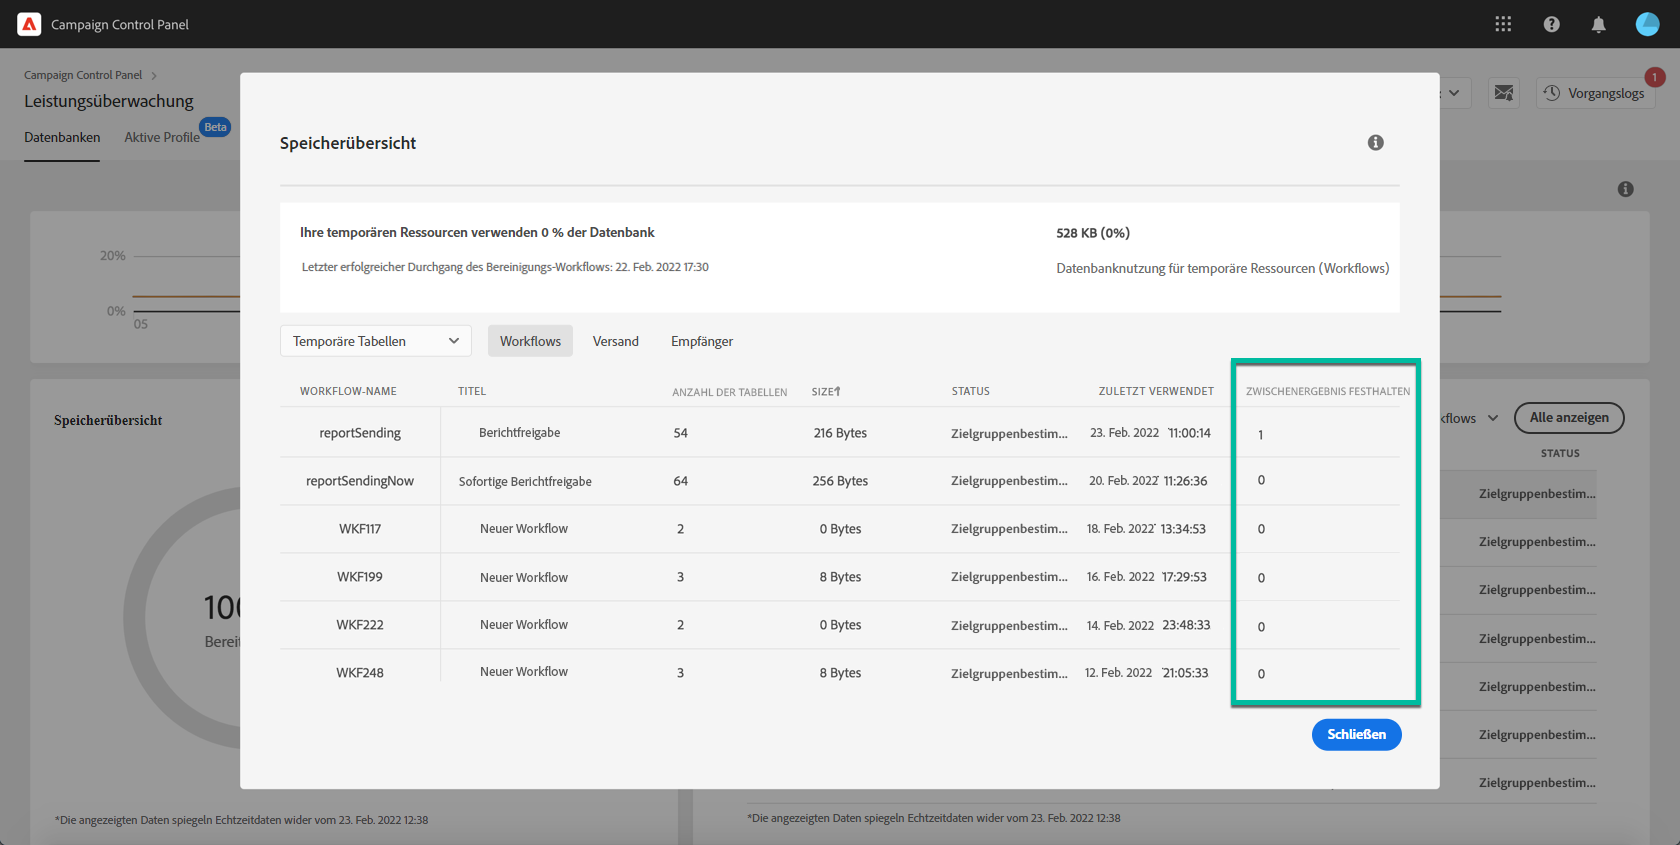 Campaign Control Panel
Campaign Control Panel
Leistungsüberwachung
Datenbanken Aktive Profile Beta
Vorgangslogs 1
20%
0%
05
Speicherübersicht
Ihre temporären Ressourcen verwenden 0 % der Datenbank 528 KB (0%)
Letzter erfolgreicher Durchgang des Bereinigungs-Workflows: 22. Feb. 2022 17:30 Datenbanknutzung für temporäre Ressourcen (Workflows)
Temporäre Tabellen Workflows Versand Empfänger
WORKFLOW-NAME TITEL ANZAHL DER TABELLEN SIZE↑ STATUS ZULETZT VERWENDET ZWISCHENERGEBNIS FESTHALTEN
reportSending Berichtfreigabe 54 216 Bytes Zielgruppenbestim... 23. Feb. 2022 11:00:14 1
reportSendingNow Sofortige Berichtfreigabe 64 256 Bytes Zielgruppenbestim... 20. Feb. 2022 11:26:36 0
WKF117 Neuer Workflow 2 0 Bytes Zielgruppenbestim... 18. Feb. 2022 13:34:53 0
WKF199 Neuer Workflow 3 8 Bytes Zielgruppenbestim... 16. Feb. 2022 17:29:53 0
WKF222 Neuer Workflow 2 0 Bytes Zielgruppenbestim... 14. Feb. 2022 23:48:33 0
WKF248 Neuer Workflow 3 8 Bytes Zielgruppenbestim... 12. Feb. 2022 21:05:33 0
Schließen
Speicherübersicht
100
Bereit
*Die angezeigten Daten spiegeln Echtzeitdaten wider vom 23. Feb. 2022 12:38
kflows Alle anzeigen
STATUS
Zielgruppenbestim...
Zielgruppenbestim...
Zielgruppenbestim...
Zielgruppenbestim...
Zielgruppenbestim...
Zielgruppenbestim...
Zielgruppenbestim...
*Die angezeigten Daten spiegeln Echtzeitdaten wider vom 23. Feb. 2022 12:38